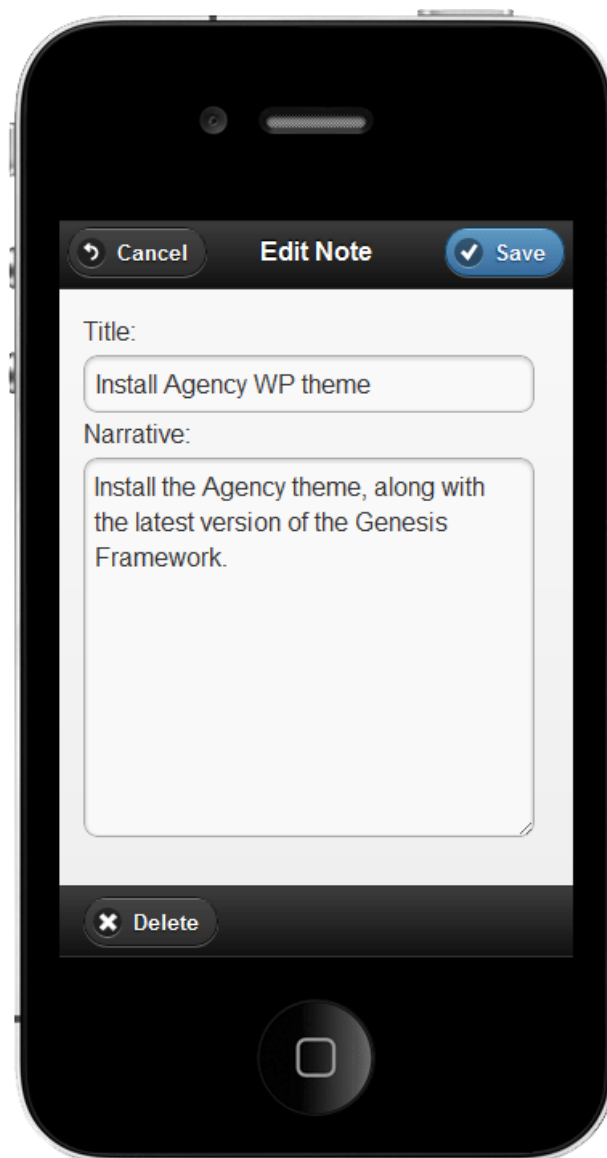 Cancel Edit Note Save
Title:
Install Agency WP theme
Narrative:
Install the Agency theme, along with
the latest version of the Genesis
Framework.
Delete